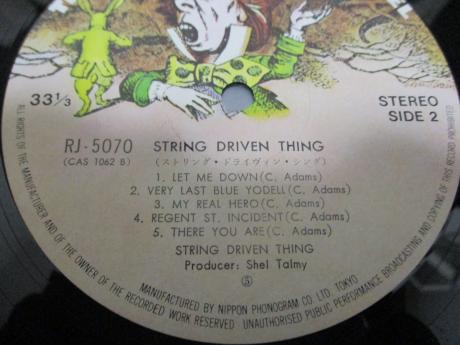 33 1/3
STEREO
SIDE 2
RJ-5070 STRING DRIVEN THING
(CAS 1062 B) (ストリング・ドライヴィン・シング)
1. LET ME DOWN (C. Adams)
2. VERY LAST BLUE YODELL (C. Adams)
3. MY REAL HERO (C. Adams)
4. REGENT ST. INCIDENT (C. Adams)
5. THERE YOU ARE (C. Adams)
STRING DRIVEN THING
Producer: Shel Talmy
Ⓢ
MANUFACTURED BY NIPPON PHONOGRAM CO. LTD. TOKYO
ALL RIGHTS OF THE MANUFACTURER AND OF THE OWNER OF THE RECORDED WORK RESERVED UNAUTHORISED PUBLIC PERFORMANCE BROADCASTING AND COPYING OF THIS RECORD PROHIBITED